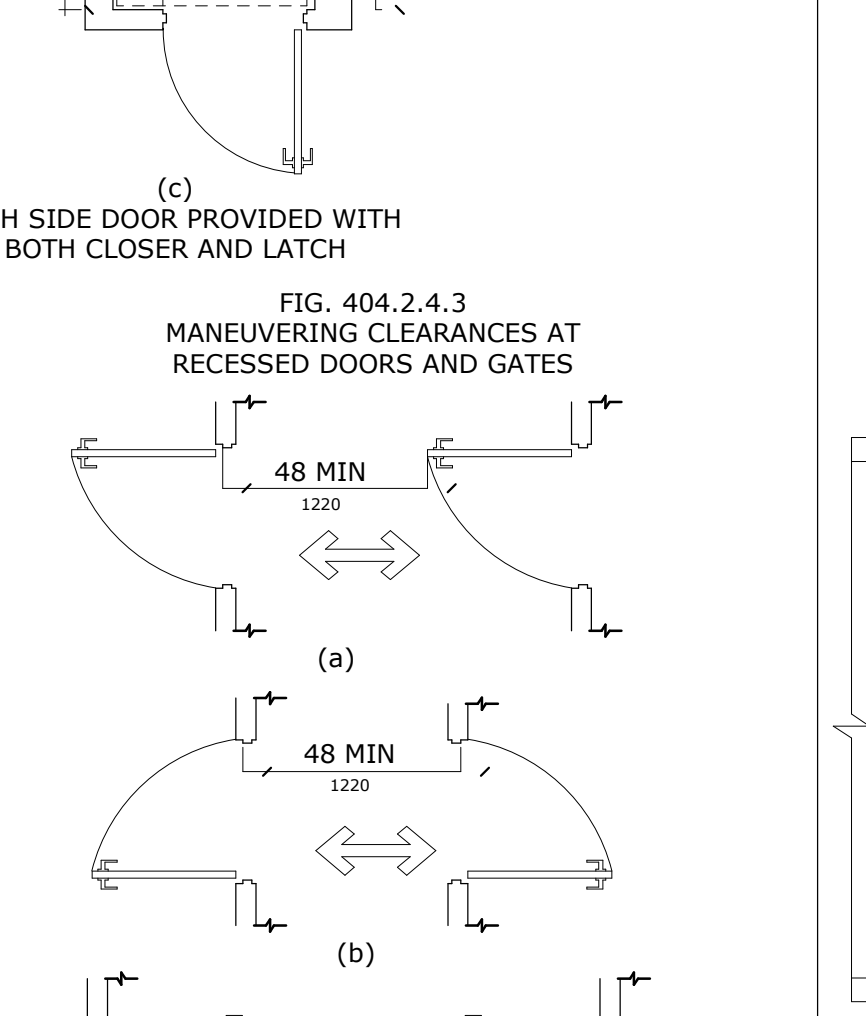 (c)
H SIDE DOOR PROVIDED WITH
BOTH CLOSER AND LATCH
FIG. 404.2.4.3
MANEUVERING CLEARANCES AT
RECESSED DOORS AND GATES
48 MIN
1220
(a)
48 MIN
1220
(b)